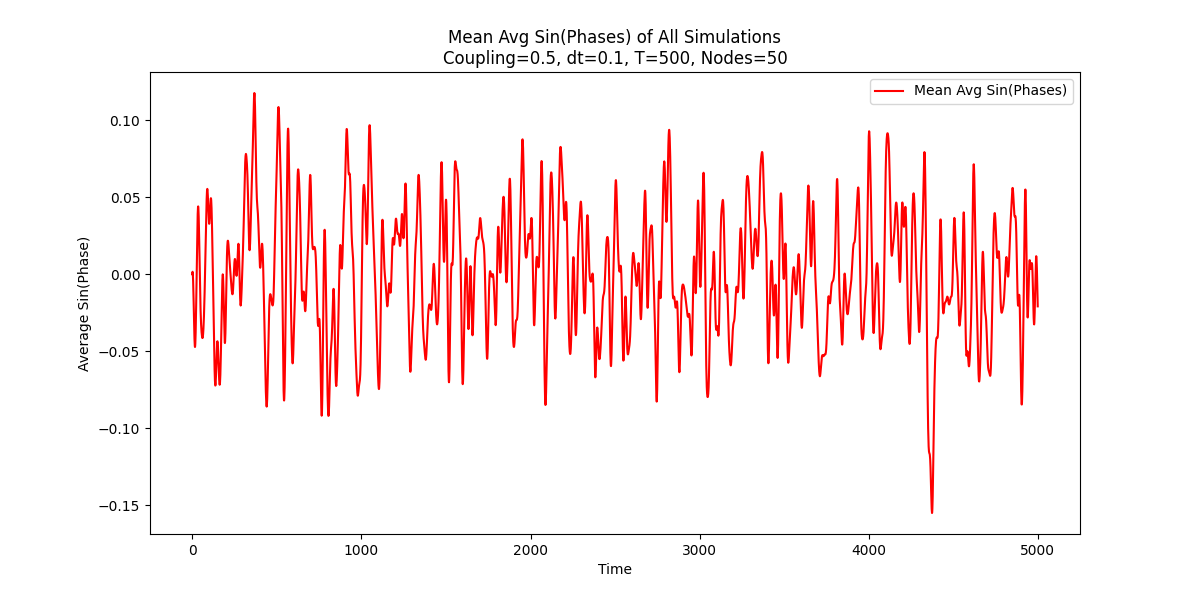 Mean Avg Sin(Phases) of All Simulations
Coupling=0.5, dt=0.1, T=500, Nodes=50
Mean Avg Sin(Phases)
Average Sin(Phase)
0.10
0.05
0.00
−0.05
−0.10
−0.15
0 1000 2000 3000 4000 5000
Time